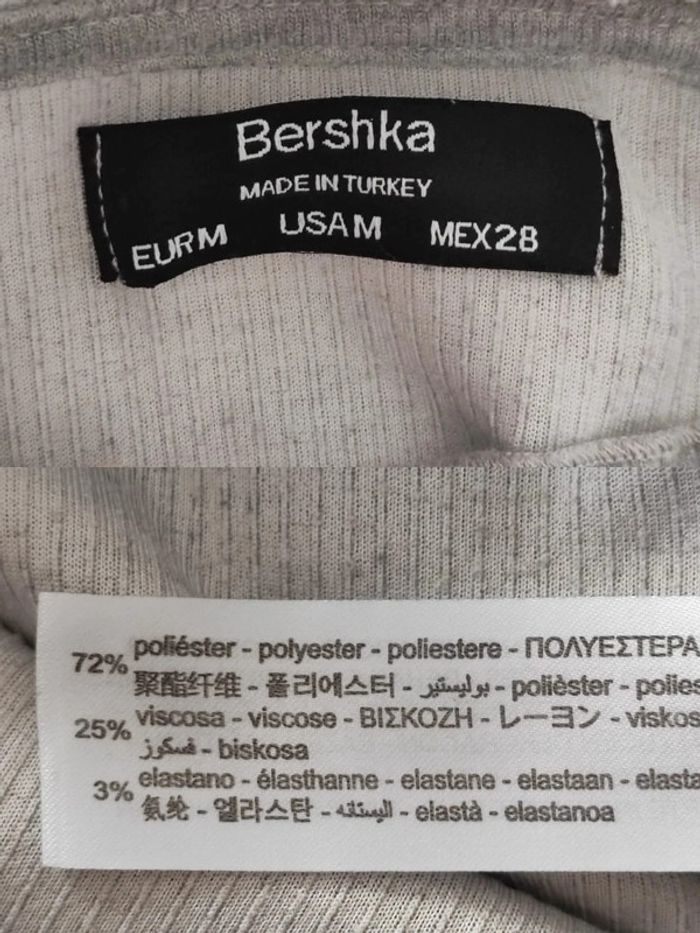 Bershka
MADE IN TURKEY
EUR M USA M MEX 28
72% poliéster - polyester - poliestere - ΠΟΛΥΕΣΤΕΡΑ
聚酯纤维 - 폴리에스터 - بوليستير - polièster - polies
25% viscosa - viscose - ΒΙΣΚΟΖΗ - レーヨン - viskos
فسكوز - biskosa
3% elastano - élasthanne - elastane - elastaan - elasta
氨纶 - 엘라스탄 - اليستانه - elastà - elastanoa